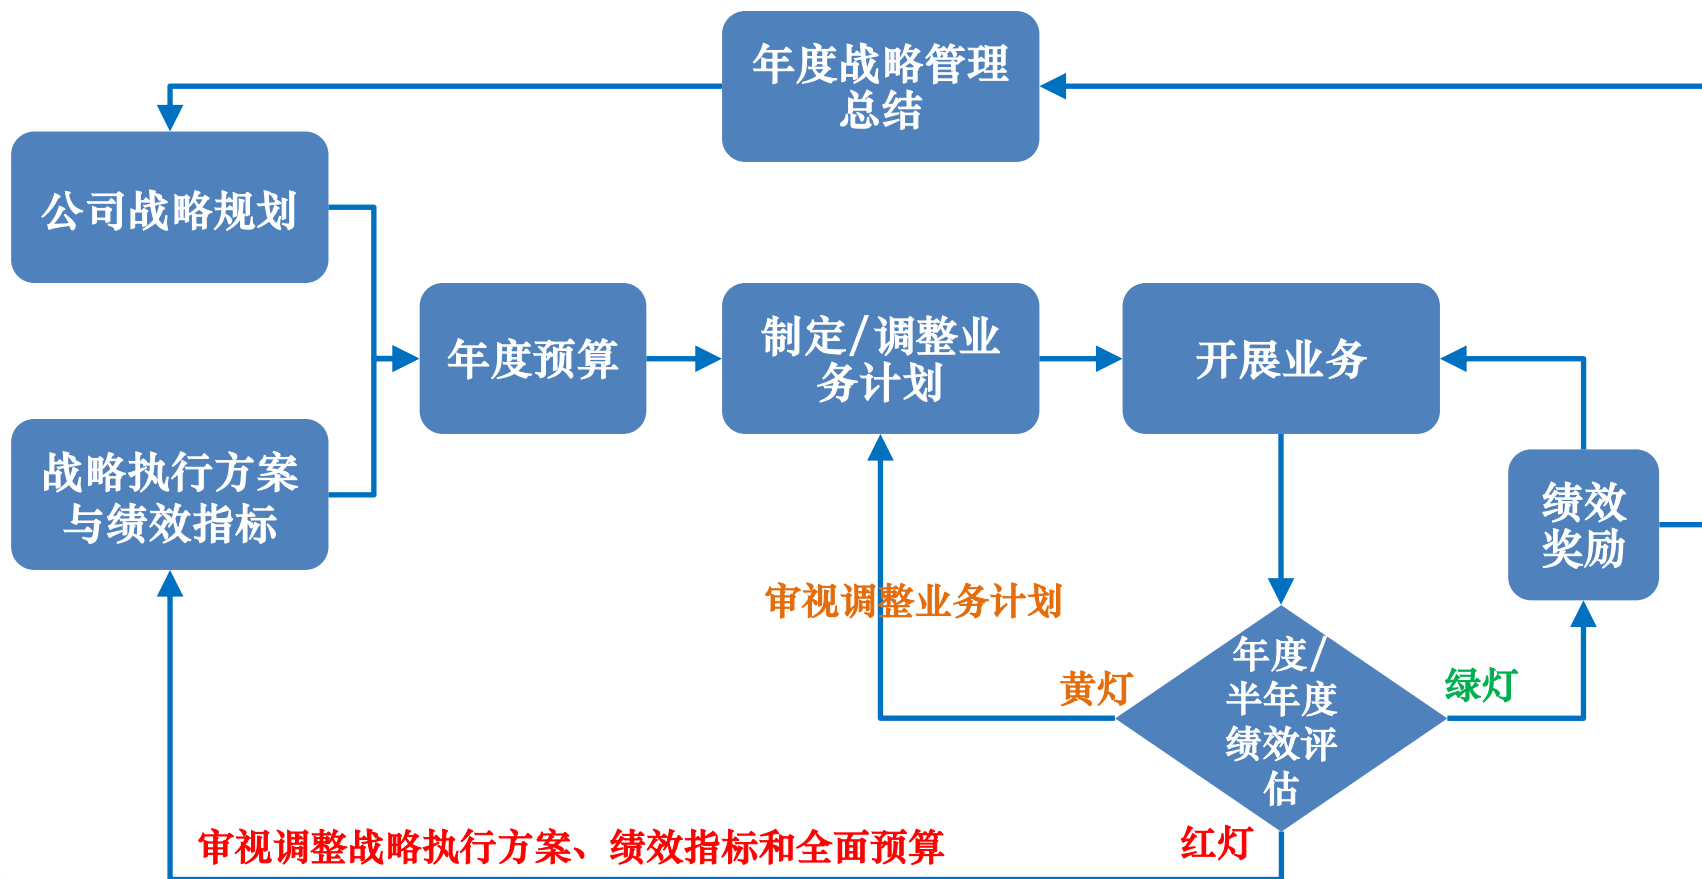 年度战略管理
总结
公司战略规划
年度预算
制定/调整业
务计划
开展业务
战略执行方案
与绩效指标
绩效
奖励
审视调整业务计划
年度/
半年度
绩效评
估
黄灯
绿灯
审视调整战略执行方案、绩效指标和全面预算
红灯